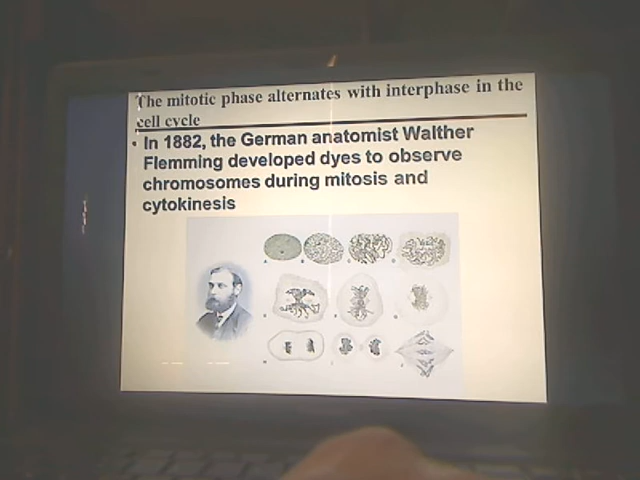 The mitotic phase alternates with interphase in the
cell cycle
• In 1882, the German anatomist Walther
Flemming developed dyes to observe
chromosomes during mitosis and
cytokinesis